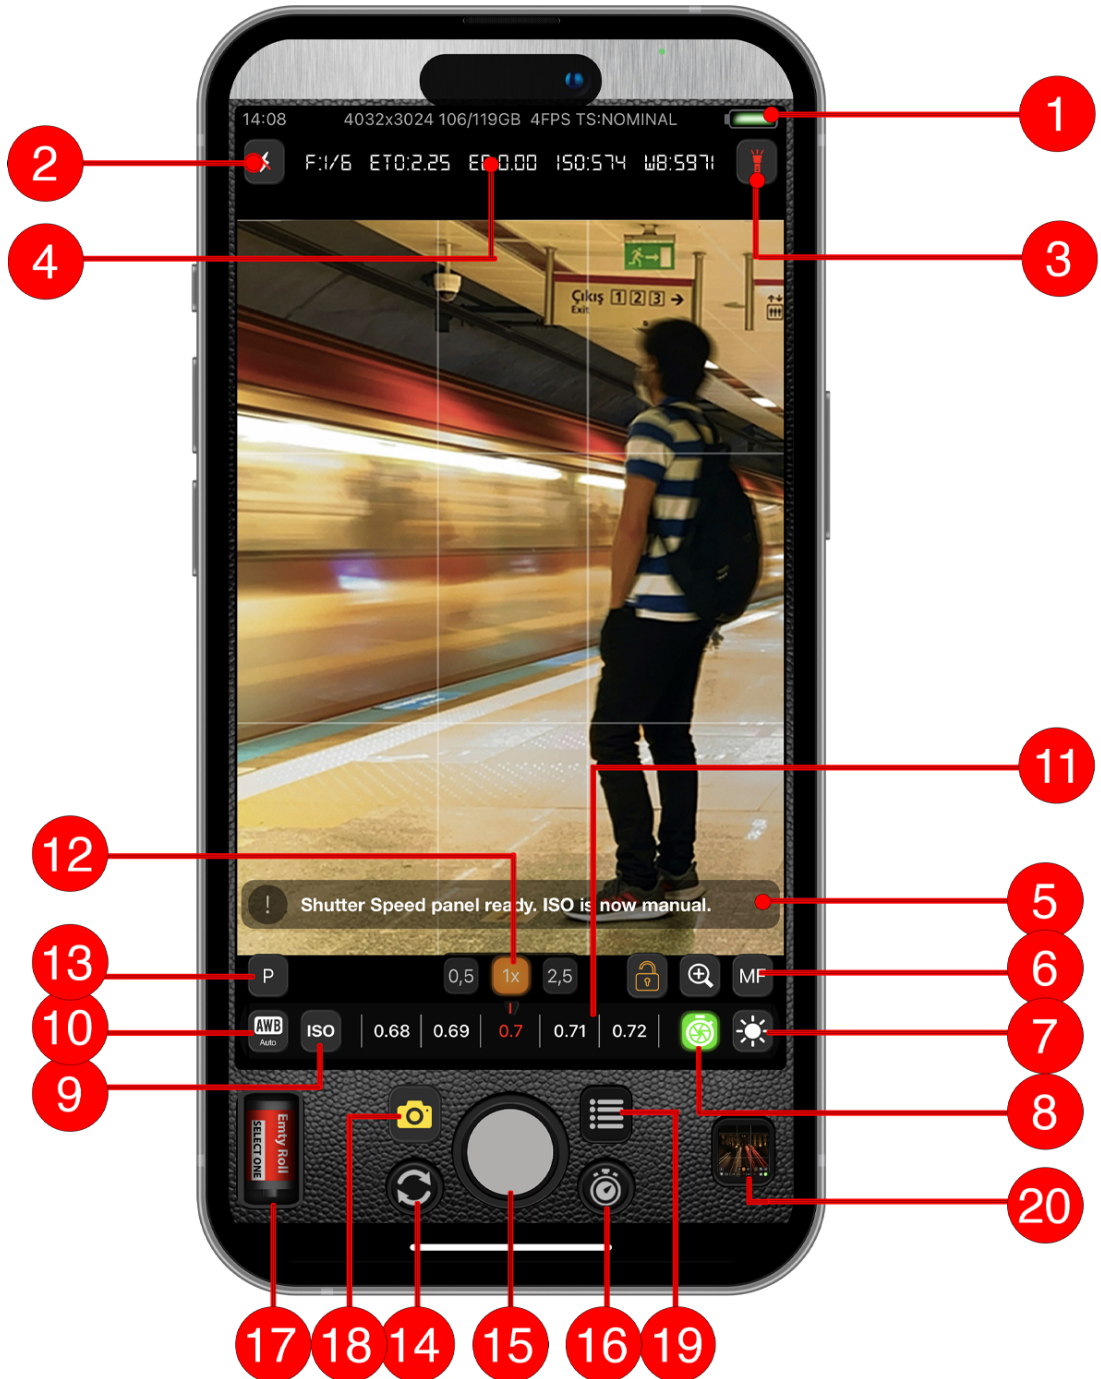 14:08 4032x3024 106/119GB 4FPS TS:NOMINAL
1
2
F:1/6 ET0:2.25 ISO:574 WB:5971
3
4
Çıkış 1 2 3 →
Exit
11
12
Shutter Speed panel ready. ISO is now manual.
5
13
P 0,5 1x 2,5 MF
6
10
AWB
Auto
ISO 0.68 0.69 0.7 0.71 0.72
7
9
8
Emty Roll
SELECT ONE
20
17 18 14 15 16 19